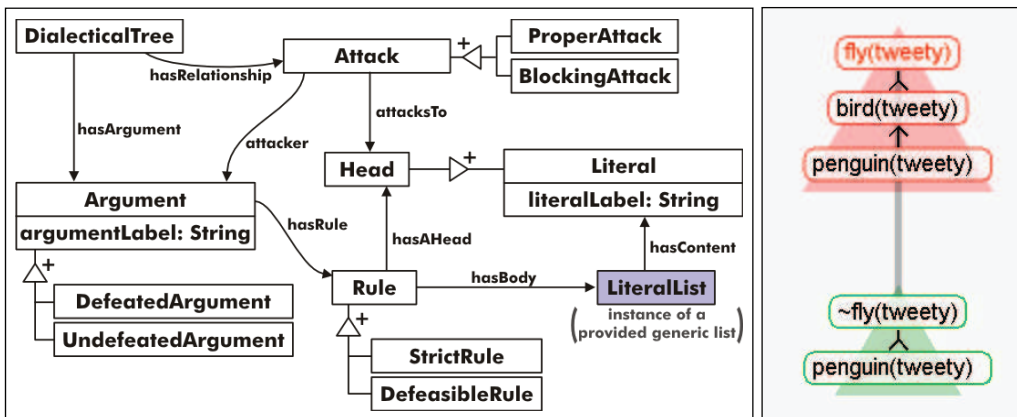 DialecticalTree
hasRelationship
Attack
+
ProperAttack
BlockingAttack
hasArgument
attacker
attacksTo
Head
+
Literal
literalLabel: String
Argument
argumentLabel: String
hasRule
hasAHead
hasContent
+
DefeatedArgument
UndefeatedArgument
Rule
hasBody
LiteralList
(instance of a
provided generic list)
+
StrictRule
DefeasibleRule
fly(tweety)
bird(tweety)
penguin(tweety)
~fly(tweety)
penguin(tweety)